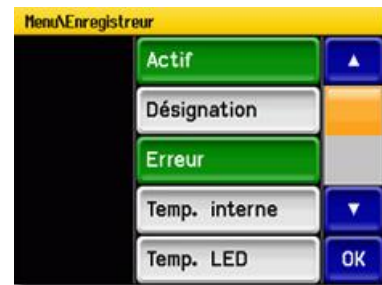 Menu\Enregistreur
Actif
Désignation
Erreur
Temp. interne
Temp. LED
OK